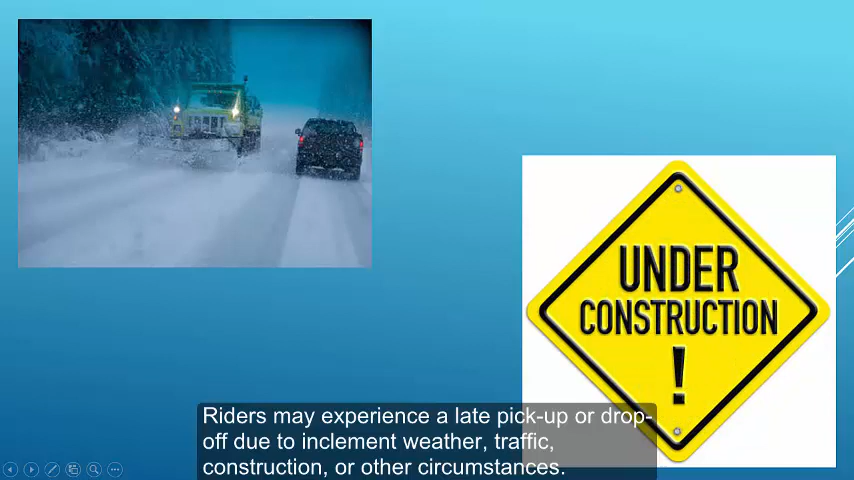 UNDER
CONSTRUCTION
!
Riders may experience a late pick-up or drop-
off due to inclement weather, traffic,
construction, or other circumstances.